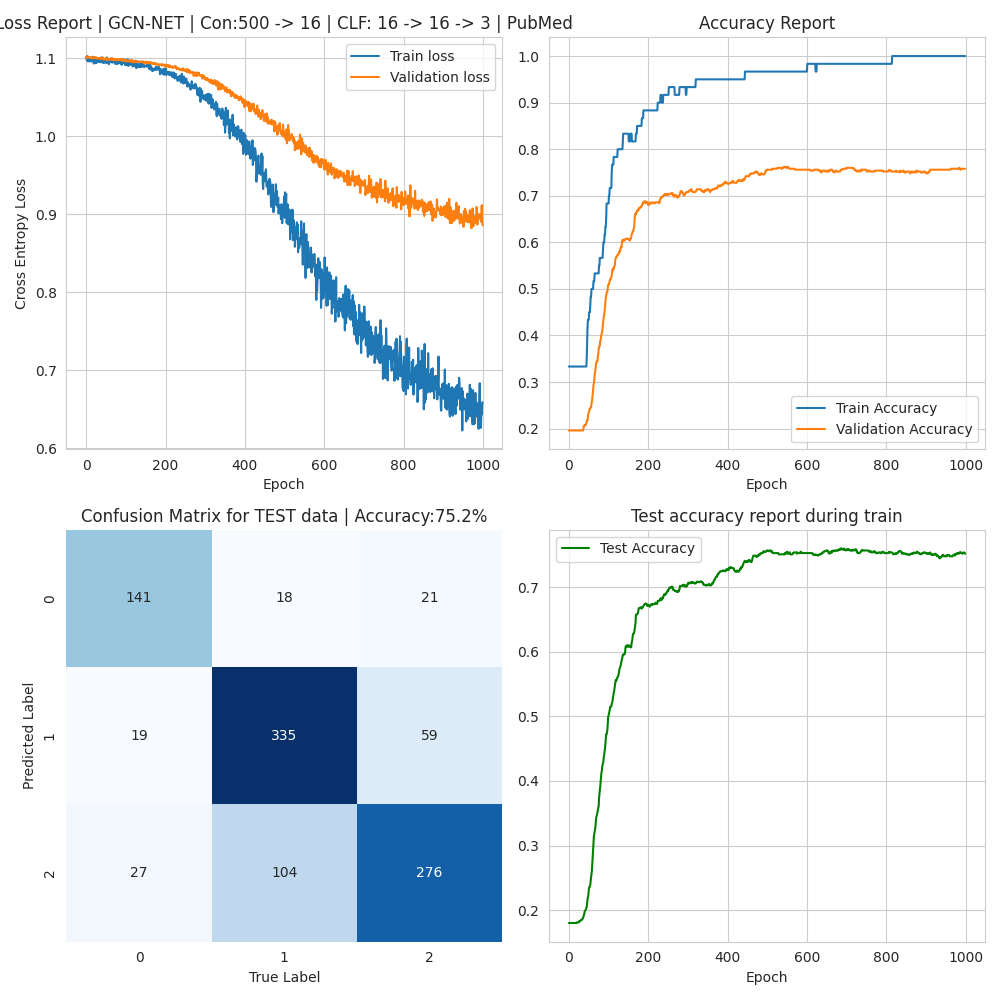 Loss Report | GCN-NET | Con:500 -> 16 | CLF: 16 -> 16 -> 3 | PubMed
Train loss
Validation loss
Cross Entropy Loss
1.1
1.0
0.9
0.8
0.7
0.6
0 200 400 600 800 1000
Epoch
Accuracy Report
1.0
0.9
0.8
0.7
0.6
0.5
0.4
0.3
0.2
Train Accuracy
Validation Accuracy
0 200 400 600 800 1000
Epoch
Confusion Matrix for TEST data | Accuracy:75.2%
Predicted Label
0 141 18 21
1 19 335 59
2 27 104 276
0 1 2
True Label
Test accuracy report during train
Test Accuracy
0.7
0.6
0.5
0.4
0.3
0.2
0 200 400 600 800 1000
Epoch